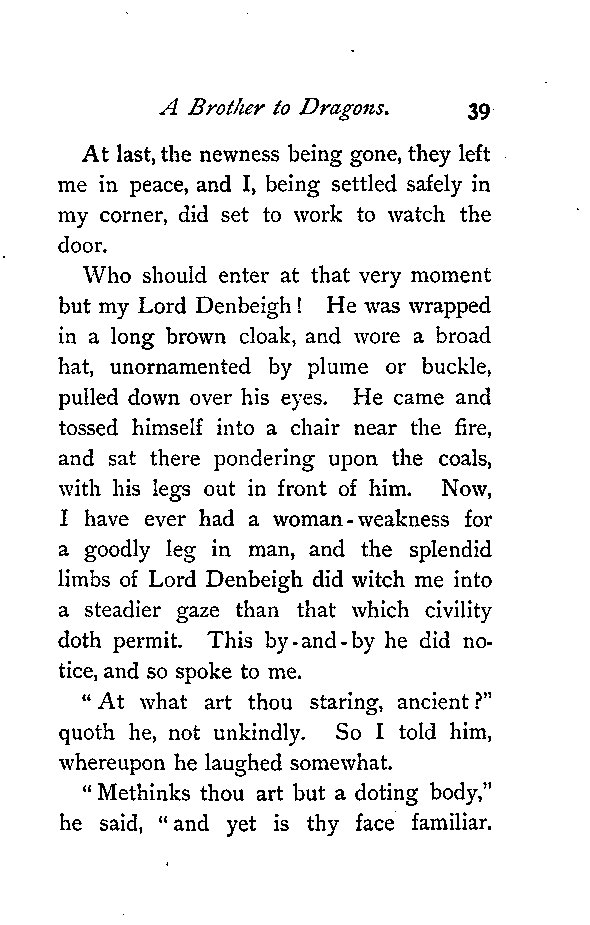 A Brother to Dragons. 39
At last, the newness being gone, they left
me in peace, and I, being settled safely in
my corner, did set to work to watch the
door.
Who should enter at that very moment
but my Lord Denbeigh! He was wrapped
in a long brown cloak, and wore a broad
hat, unornamented by plume or buckle,
pulled down over his eyes. He came and
tossed himself into a chair near the fire,
and sat there pondering upon the coals,
with his legs out in front of him. Now,
I have ever had a woman-weakness for
a goodly leg in man, and the splendid
limbs of Lord Denbeigh did witch me into
a steadier gaze than that which civility
doth permit. This by-and-by he did no-
tice, and so spoke to me.
"At what art thou staring, ancient?"
quoth he, not unkindly. So I told him,
whereupon he laughed somewhat.
"Methinks thou art but a doting body,"
he said, "and yet is thy face familiar.